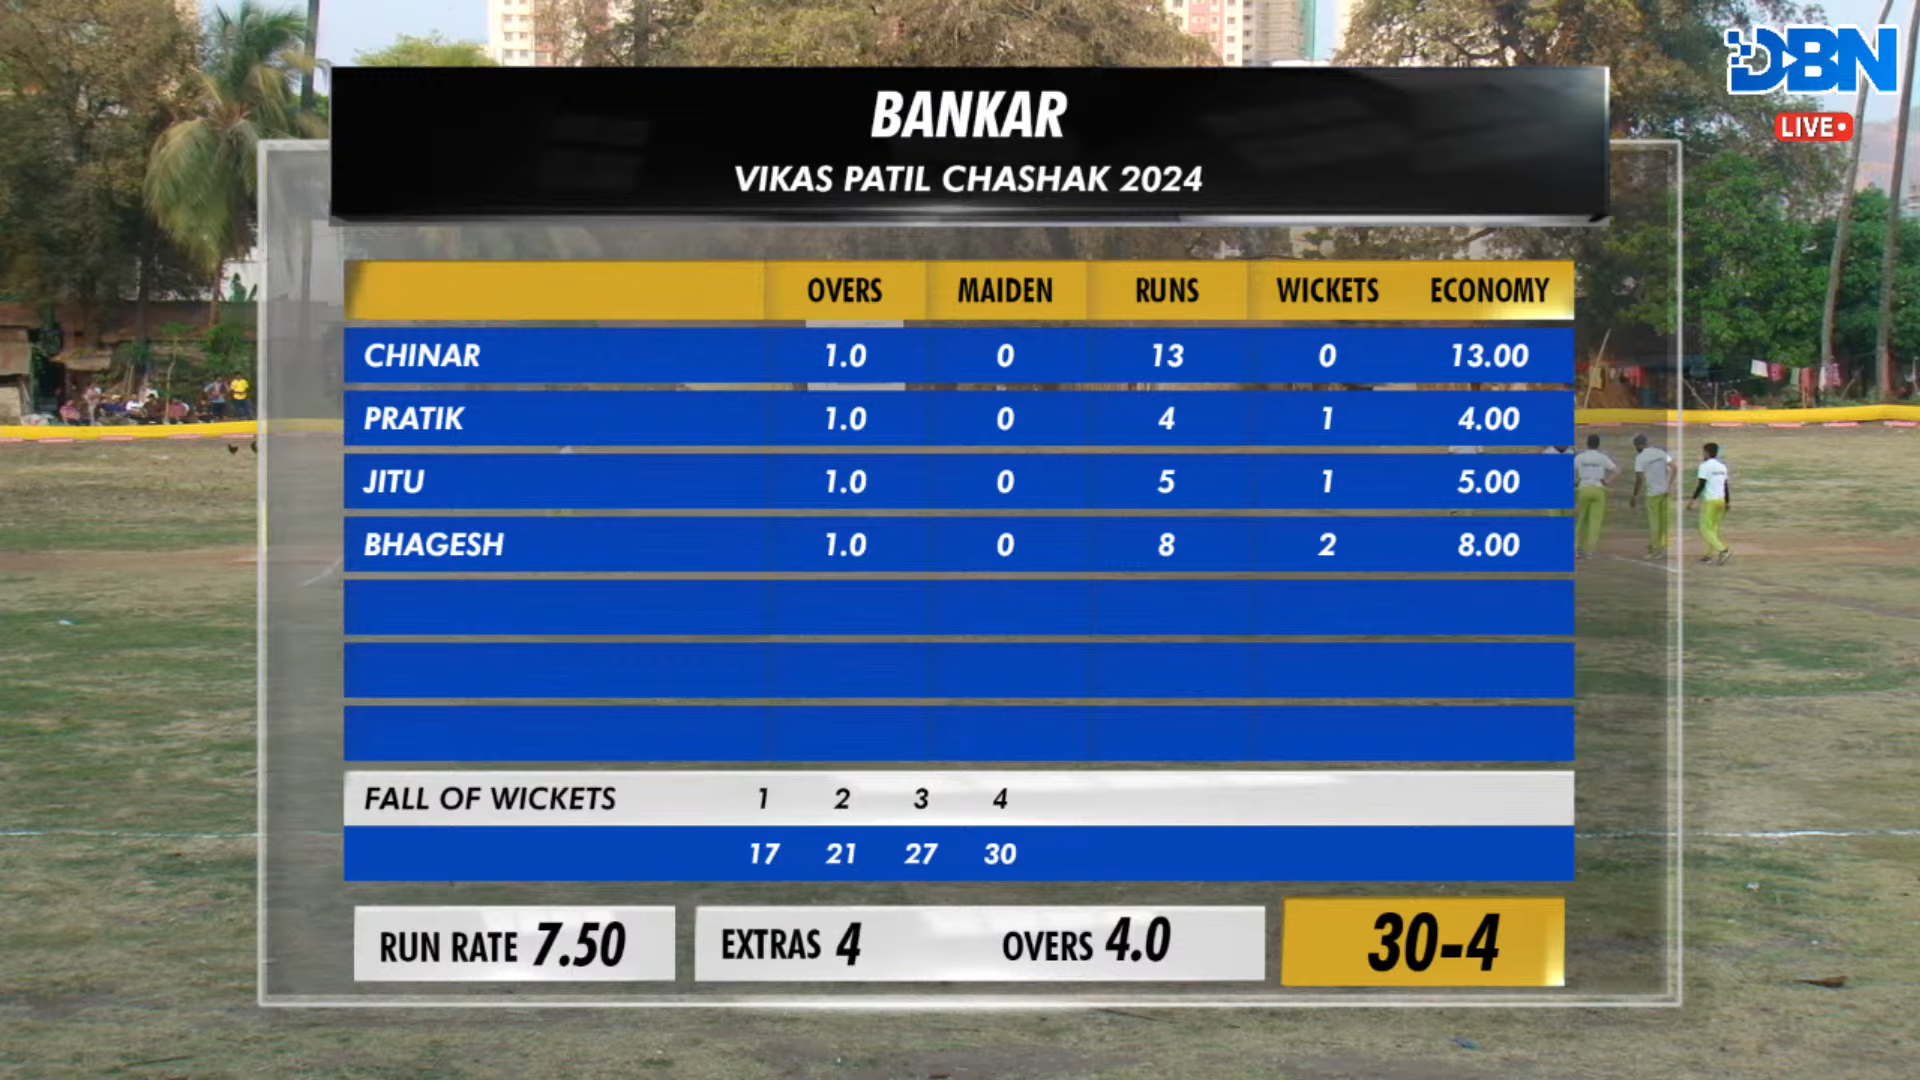 DBN
LIVE
BANKAR
VIKAS PATIL CHASHAK 2024
OVERS MAIDEN RUNS WICKETS ECONOMY
CHINAR 1.0 0 13 0 13.00
PRATIK 1.0 0 4 1 4.00
JITU 1.0 0 5 1 5.00
BHAGESH 1.0 0 8 2 8.00
FALL OF WICKETS 1 2 3 4
17 21 27 30
RUN RATE 7.50 EXTRAS 4 OVERS 4.0 30-4